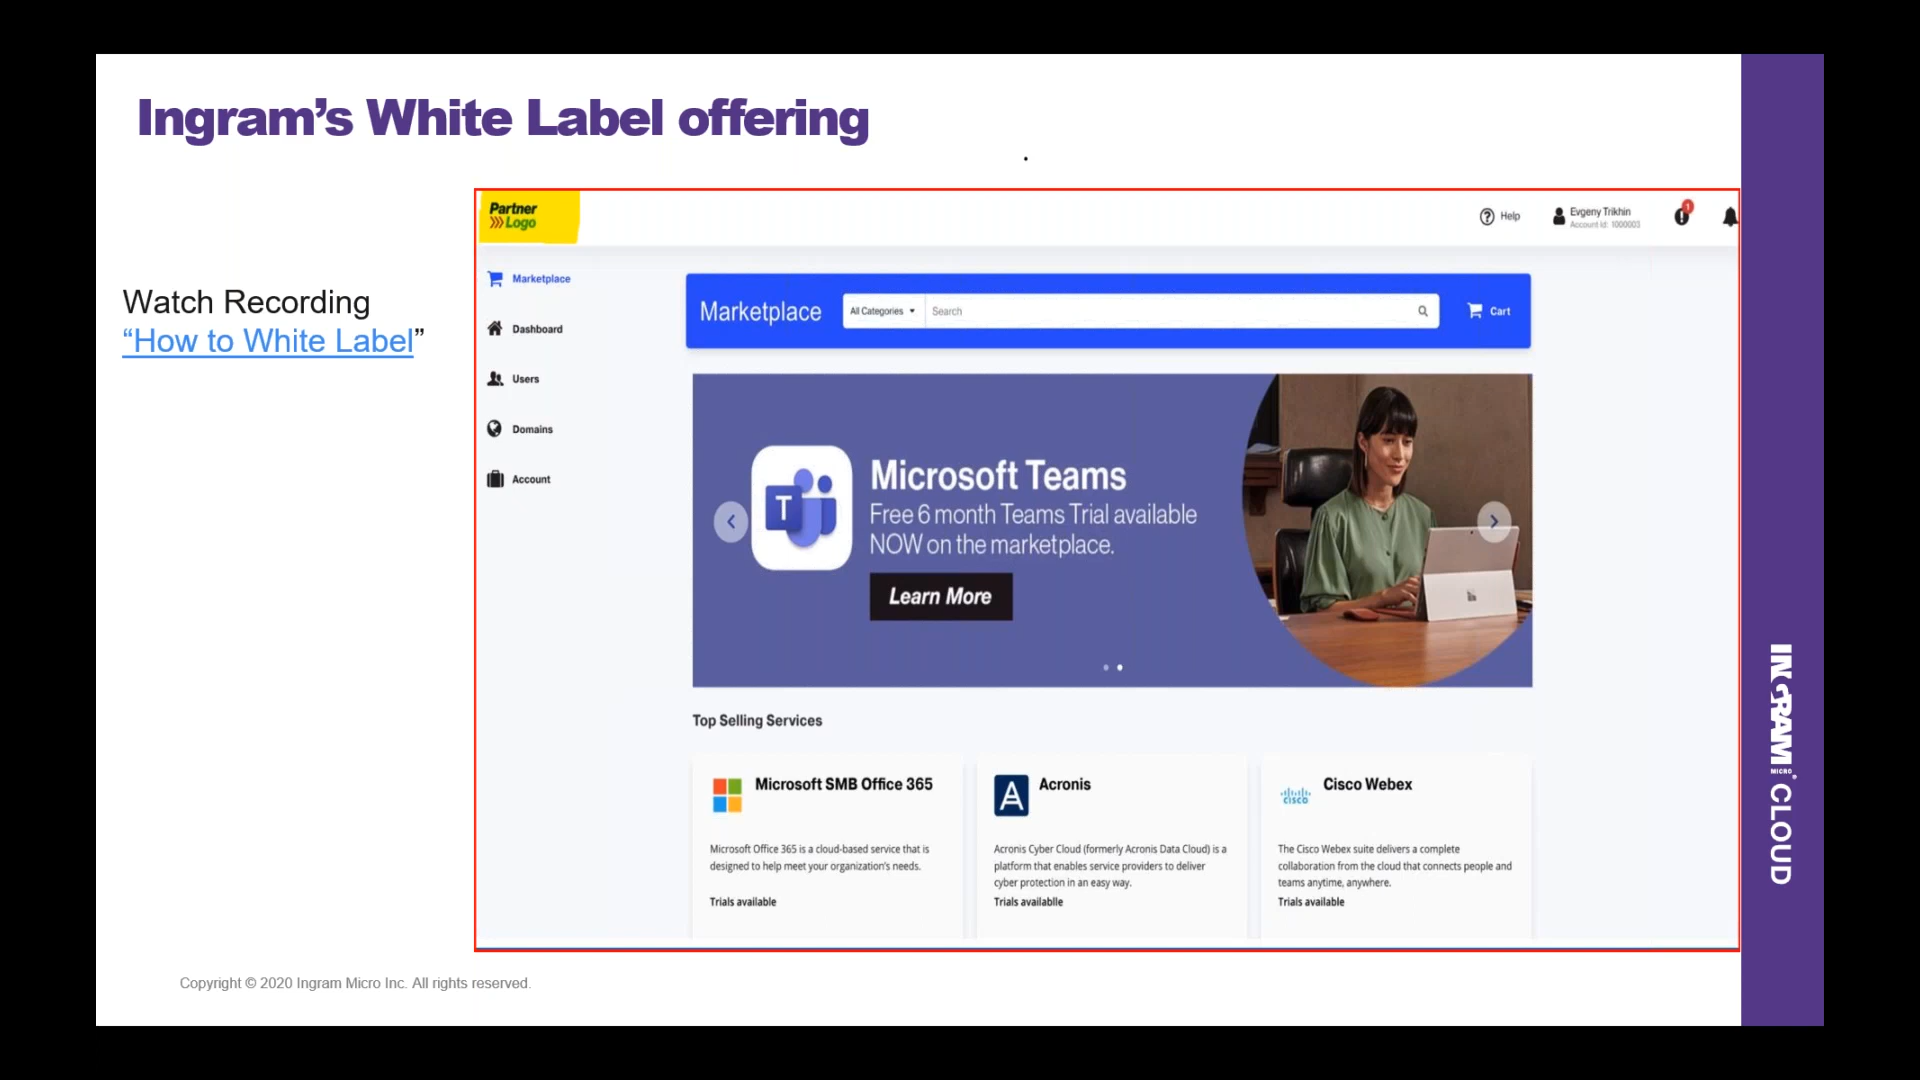 Ingram’s White Label offering
Watch Recording
“How to White Label”
Partner
Logo
Help
Evgeny Trikhin
Account Id: 1000003
1
Marketplace
Dashboard
Users
Domains
Account
Marketplace
All Categories
Search
Cart
T
Microsoft Teams
Free 6 month Teams Trial available
NOW on the marketplace.
Learn More
Top Selling Services
Microsoft SMB Office 365
Microsoft Office 365 is a cloud-based service that is
designed to help meet your organization’s needs.
Trials available
A
Acronis
Acronis Cyber Cloud (formerly Acronis Data Cloud) is a
platform that enables service providers to deliver
cyber protection in an easy way.
Trials availablle
cisco
Cisco Webex
The Cisco Webex suite delivers a complete
collaboration from the cloud that connects people and
teams anytime, anywhere.
Trials available
INGRAM MICRO® CLOUD
Copyright © 2020 Ingram Micro Inc. All rights reserved.